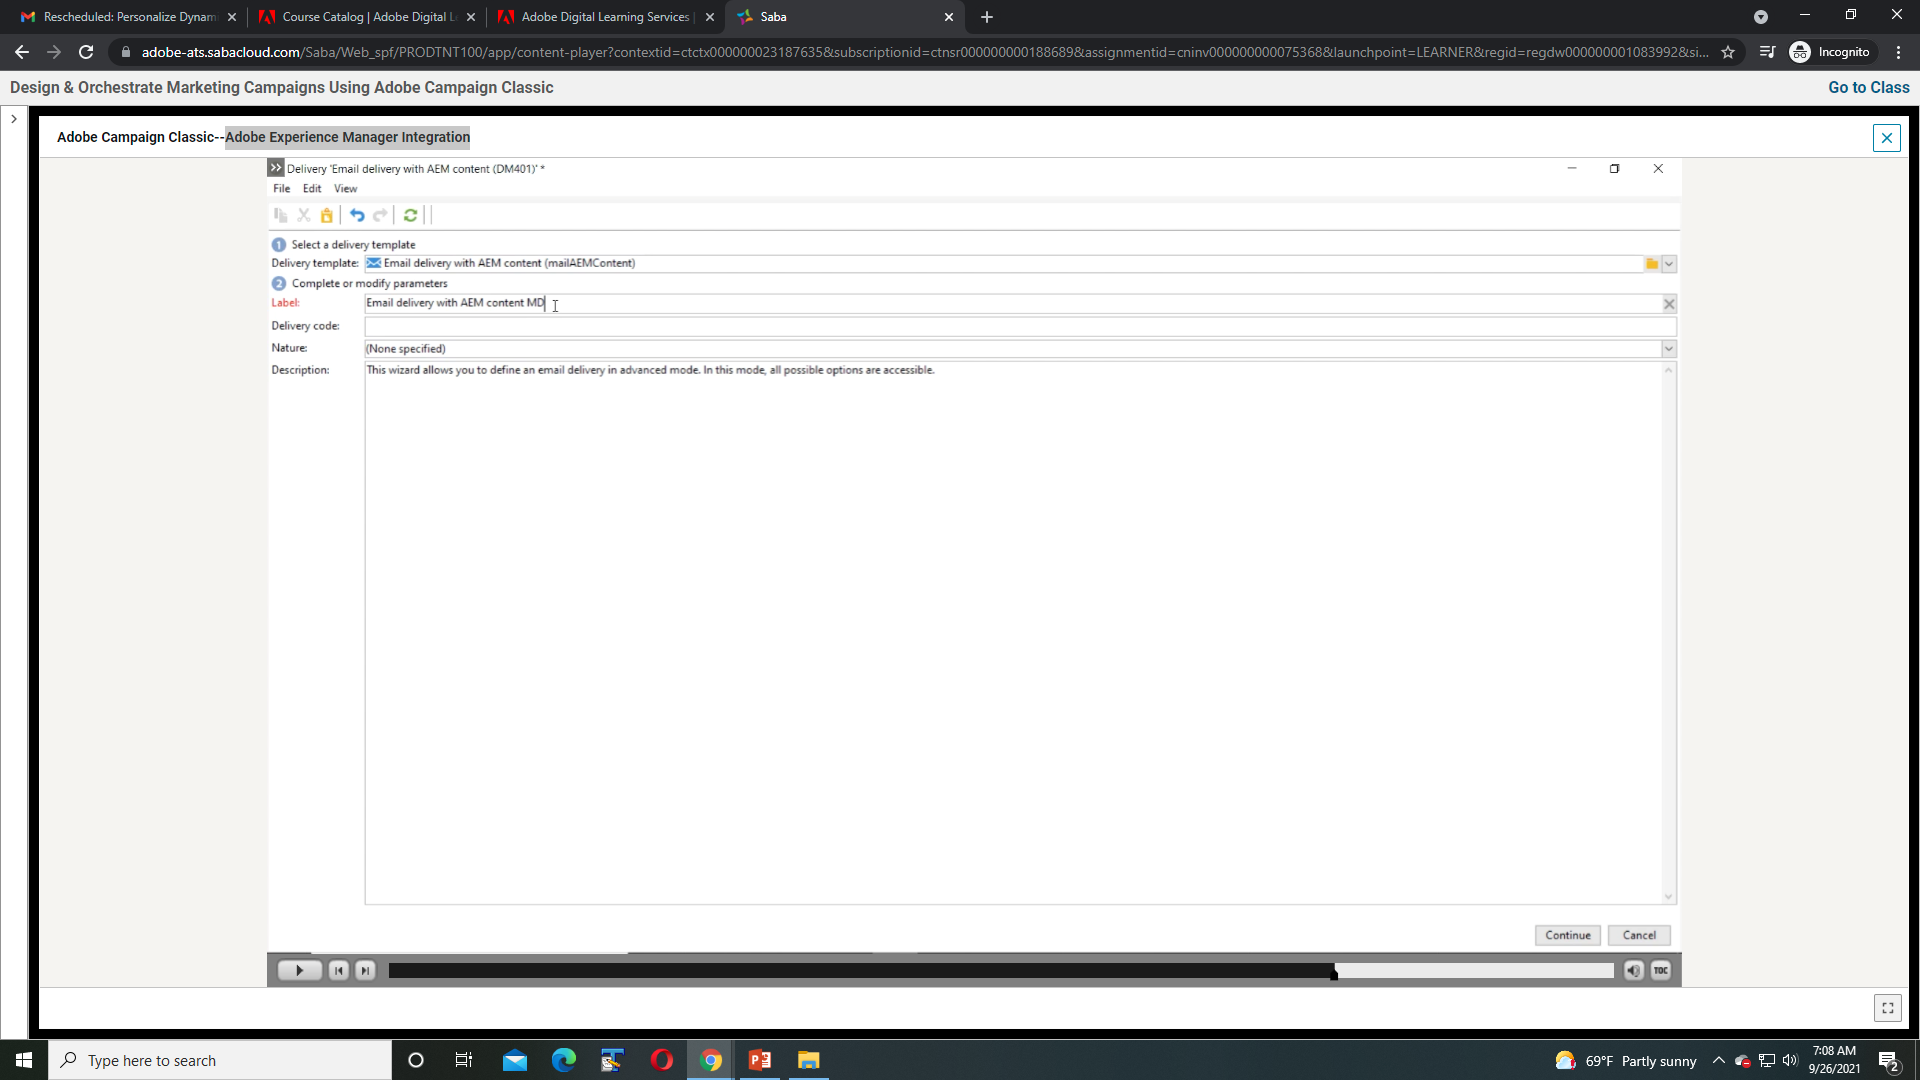 Rescheduled: Personalize Dynam
Course Catalog | Adobe Digital L
Adobe Digital Learning Services |
Saba
adobe-ats.sabacloud.com/Saba/Web_spf/PRODTNT100/app/content-player?contextid=ctctx000000023187635&subscriptionid=ctnsr0000000000188689&assignmentid=cninv000000000075368&launchpoint=LEARNER&regid=regdw000000001083992&si...
Incognito
Design & Orchestrate Marketing Campaigns Using Adobe Campaign Classic
Go to Class
Adobe Campaign Classic--Adobe Experience Manager Integration
Delivery 'Email delivery with AEM content (DM401)' *
File Edit View
1 Select a delivery template
Delivery template: Email delivery with AEM content (mailAEMContent)
2 Complete or modify parameters
Label: Email delivery with AEM content MD
Delivery code:
Nature: (None specified)
Description: This wizard allows you to define an email delivery in advanced mode. In this mode, all possible options are accessible.
Continue Cancel
TOC
Type here to search
69°F Partly sunny
7:08 AM
9/26/2021
2